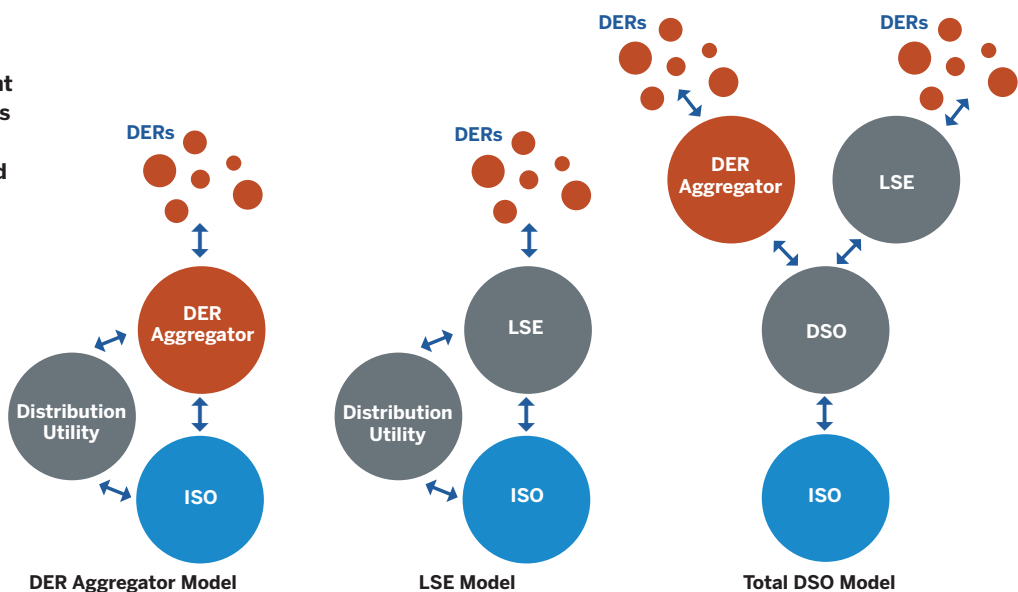 nt
s
d
DERs
DER
Aggregator
Distribution
Utility
ISO
DER Aggregator Model
DERs
LSE
Distribution
Utility
ISO
LSE Model
DERs
DERs
DER
Aggregator
LSE
DSO
ISO
Total DSO Model